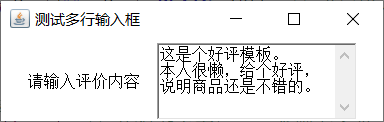 测试多行输入框
请输入评价内容
这是个好评模板。
本人很懒，给个好评，
说明商品还是不错的。